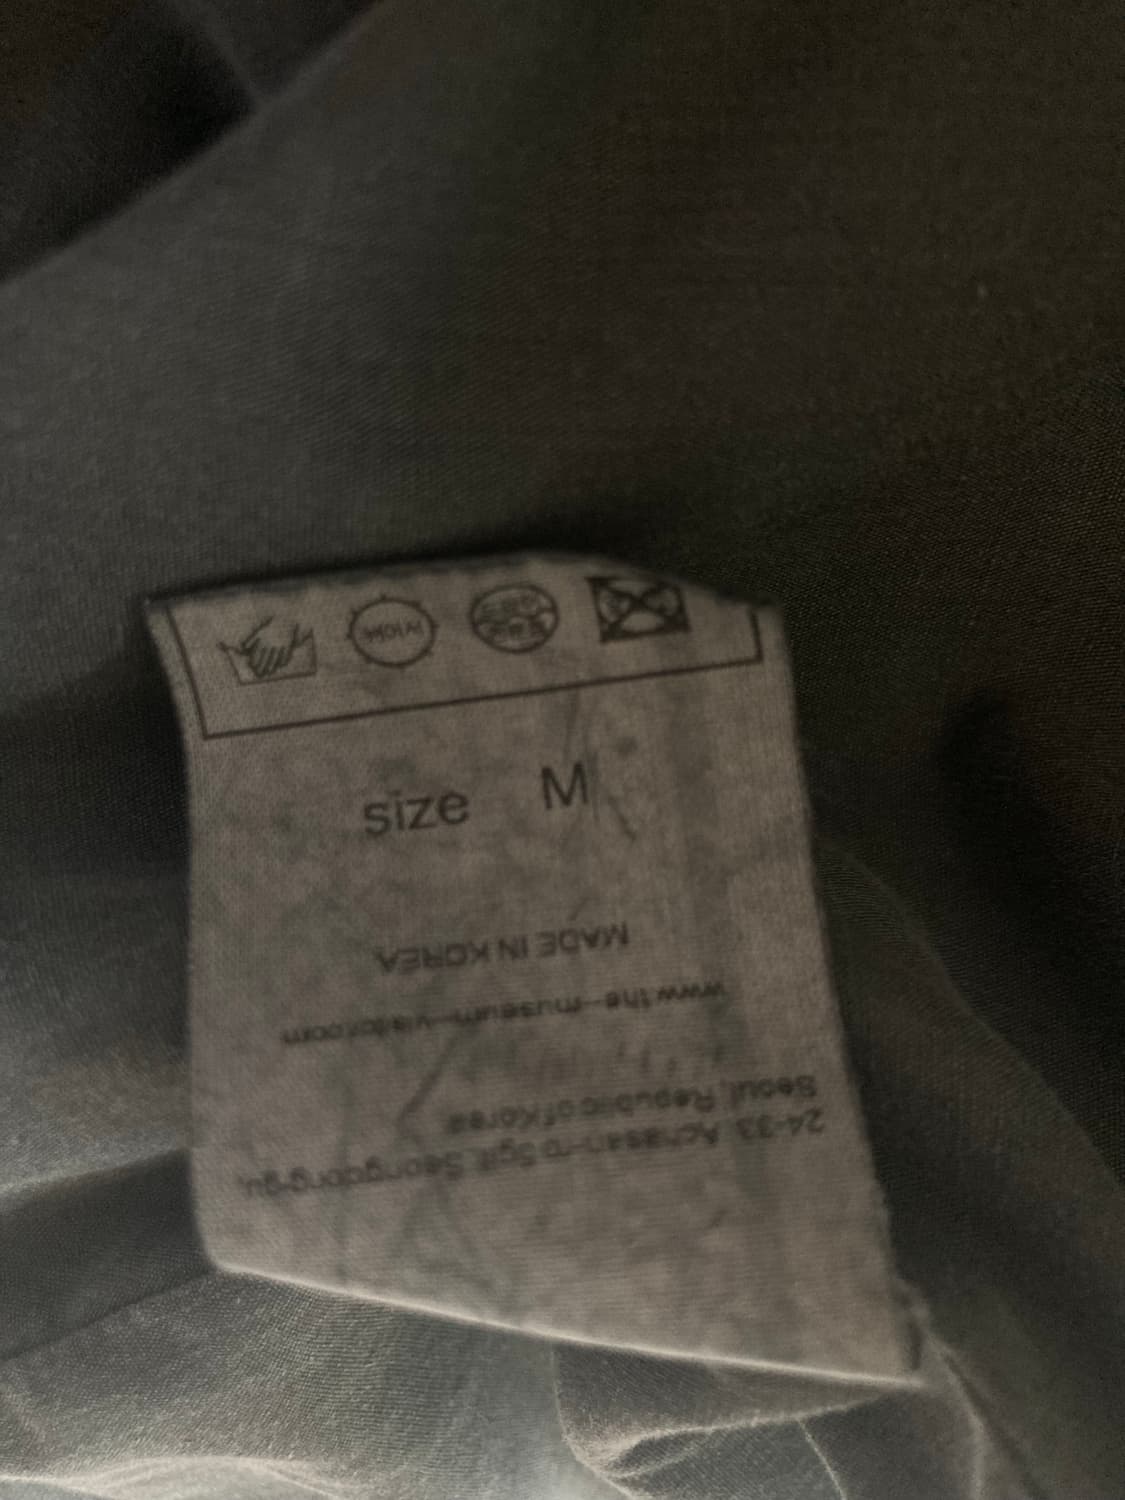 size M
24-33, Achasan-ro 5gil, Seongdong-gu,
Seoul, Republic of Korea
www.the-museum-visitor.com
MADE IN KOREA